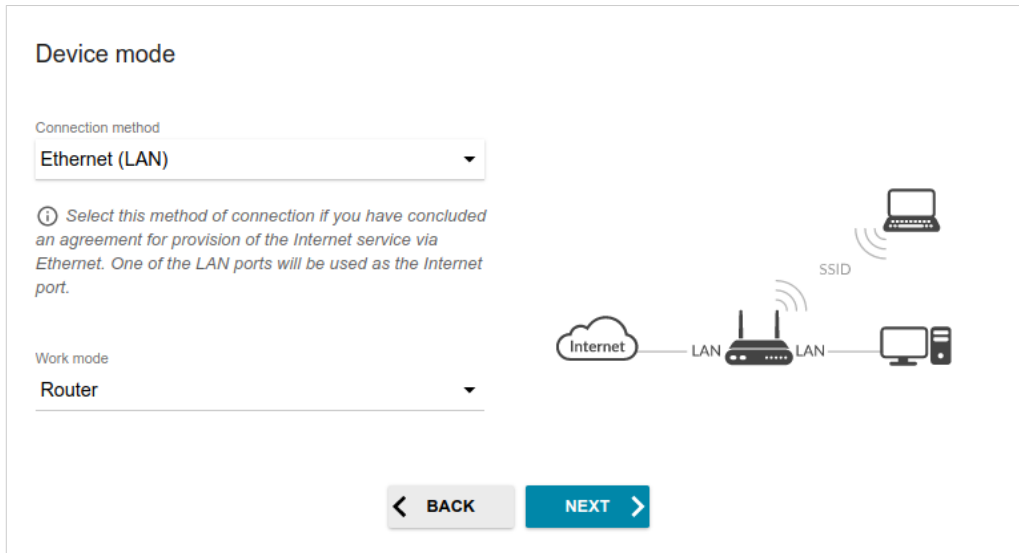 Device mode
Connection method
Ethernet (LAN)
Select this method of connection if you have concluded
an agreement for provision of the Internet service via
Ethernet. One of the LAN ports will be used as the Internet
port.
Work mode
Router
SSID
Internet
LAN
LAN
BACK
NEXT